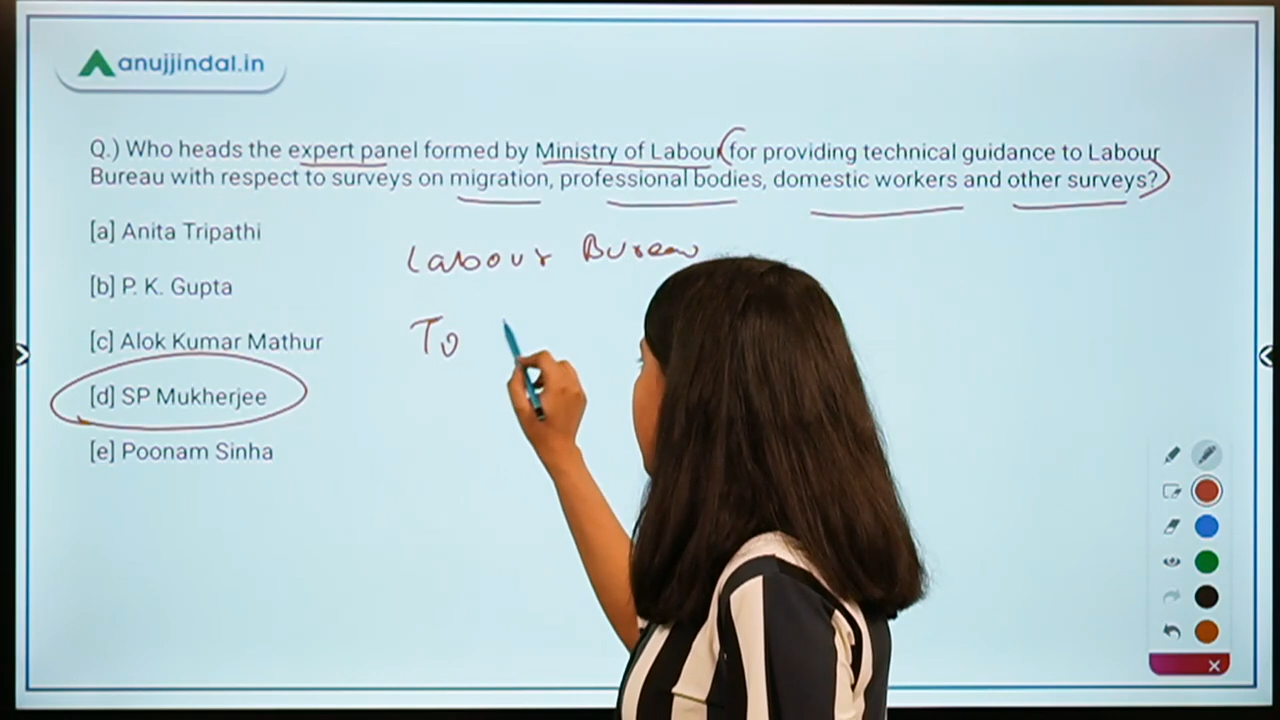 anujjindal.in
Q.) Who heads the expert panel formed by Ministry of Labour for providing technical guidance to Labour
Bureau with respect to surveys on migration, professional bodies, domestic workers and other surveys?
[a] Anita Tripathi
Labour Bureau
[b] P. K. Gupta
[c] Alok Kumar Mathur
To
[d] SP Mukherjee
[e] Poonam Sinha